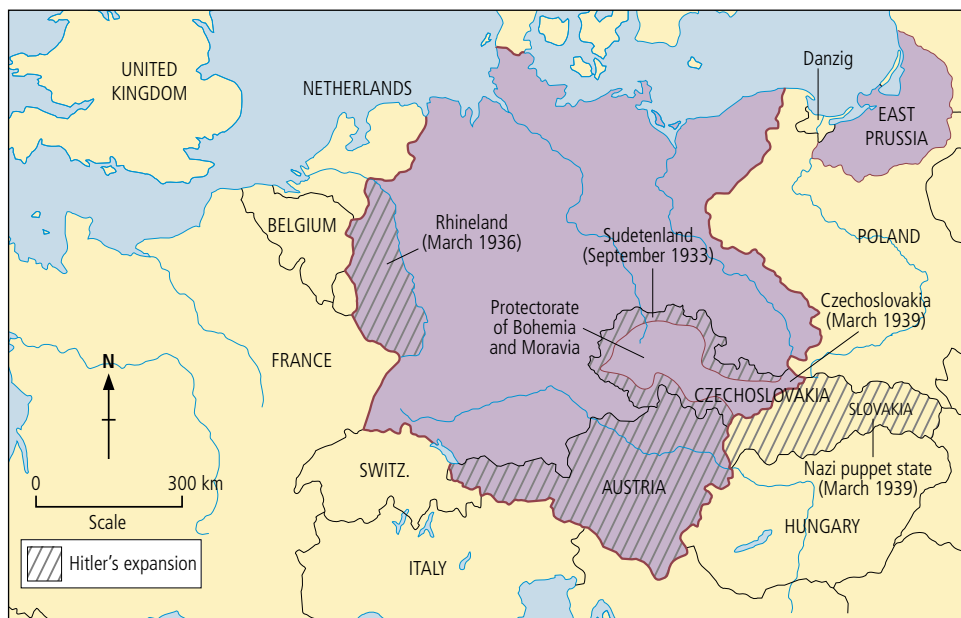 UNITED
KINGDOM
NETHERLANDS
Danzig
EAST
PRUSSIA
BELGIUM
Rhineland
(March 1936)
Sudetenland
(September 1933)
POLAND
Protectorate
of Bohemia
and Moravia
Czechoslovakia
(March 1939)
N
FRANCE
CZECHOSLOVAKIA
SLOVAKIA
SWITZ.
AUSTRIA
Nazi puppet state
(March 1939)
HUNGARY
0 300 km
Scale
ITALY
Hitler's expansion